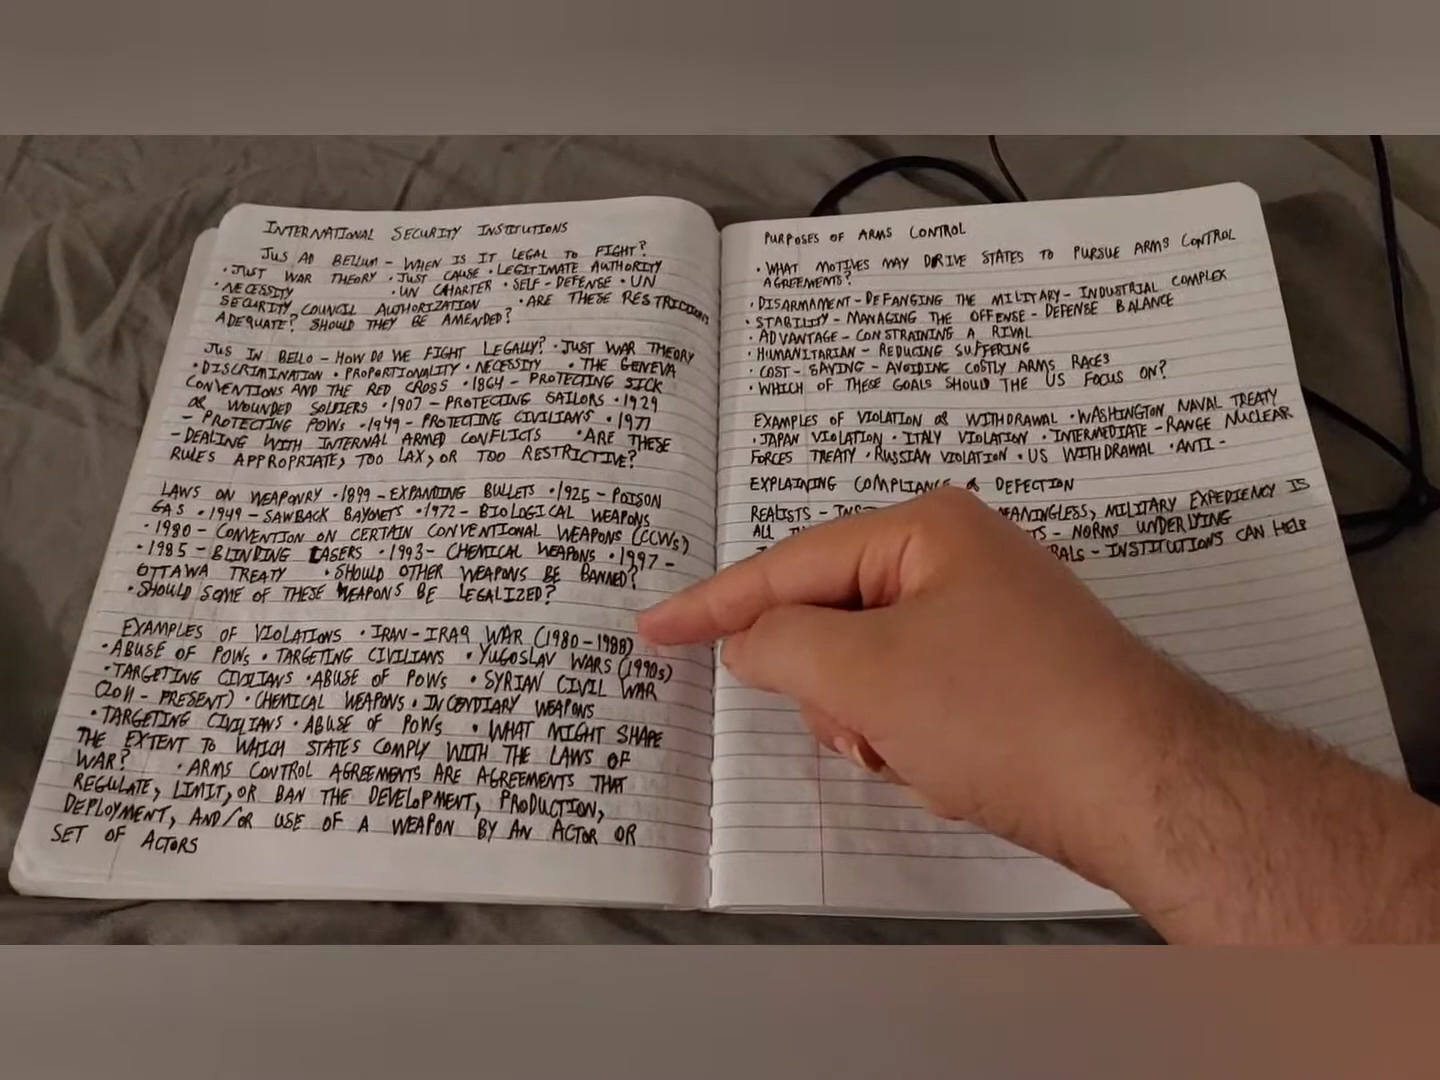 INTERNATIONAL SECURITY INSTITUTIONS
JUS AD BELLUM - WHEN IS IT LEGAL TO FIGHT?
• JUST WAR THEORY • JUST CAUSE • LEGITIMATE AUTHORITY
• NECESSITY • UN CHARTER • SELF-DEFENSE • UN
SECURITY COUNCIL AUTHORIZATION • ARE THESE RESTRICTIONS
ADEQUATE? SHOULD THEY BE AMENDED?
JUS IN BELLO - HOW DO WE FIGHT LEGALLY? • JUST WAR THEORY
• DISCRIMINATION • PROPORTIONALITY • NECESSITY • THE GENEVA
CONVENTIONS AND THE RED CROSS • 1864 - PROTECTING SICK
& WOUNDED SOLDIERS • 1907 - PROTECTING SAILORS • 1929
- PROTECTING POWs • 1949 - PROTECTING CIVILIANS • 1977
- DEALING WITH INTERNAL ARMED CONFLICTS • ARE THESE
RULES APPROPRIATE, TOO LAX, OR TOO RESTRICTIVE?
LAWS ON WEAPONRY • 1899 - EXPANDING BULLETS • 1925 - POISON
GAS • 1949 - SAWBACK BAYONETS • 1972 - BIOLOGICAL WEAPONS
• 1980 - CONVENTION ON CERTAIN CONVENTIONAL WEAPONS (CCWs)
• 1985 - BLINDING LASERS • 1993 - CHEMICAL WEAPONS • 1997 -
OTTAWA TREATY • SHOULD OTHER WEAPONS BE BANNED?
• SHOULD SOME OF THESE WEAPONS BE LEGALIZED?
EXAMPLES OF VIOLATIONS • IRAN-IRAQ WAR (1980-1988)
• ABUSE OF POWs • TARGETING CIVILIANS • YUGOSLAV WARS (1990s)
• TARGETING CIVILIANS • ABUSE OF POWs • SYRIAN CIVIL WAR
(2011 - PRESENT) • CHEMICAL WEAPONS • INCENDIARY WEAPONS
• TARGETING CIVILIANS • ABUSE OF POWs • WHAT MIGHT SHAPE
THE EXTENT TO WHICH STATES COMPLY WITH THE LAWS OF
WAR? • ARMS CONTROL AGREEMENTS ARE AGREEMENTS THAT
REGULATE, LIMIT, OR BAN THE DEVELOPMENT, PRODUCTION,
DEPLOYMENT, AND/OR USE OF A WEAPON BY AN ACTOR OR
SET OF ACTORS
PURPOSES OF ARMS CONTROL
• WHAT MOTIVES MAY DRIVE STATES TO PURSUE ARMS CONTROL
AGREEMENTS?
• DISARMAMENT - DEFANGING THE MILITARY-INDUSTRIAL COMPLEX
• STABILITY - MANAGING THE OFFENSE-DEFENSE BALANCE
• ADVANTAGE - CONSTRAINING A RIVAL
• HUMANITARIAN - REDUCING SUFFERING
• COST-SAVING - AVOIDING COSTLY ARMS RACES
• WHICH OF THESE GOALS SHOULD THE US FOCUS ON?
EXAMPLES OF VIOLATION & WITHDRAWAL • WASHINGTON NAVAL TREATY
• JAPAN VIOLATION • ITALY VIOLATION • INTERMEDIATE-RANGE NUCLEAR
FORCES TREATY • RUSSIAN VIOLATION • US WITHDRAWAL • ANTI-
EXPLAINING COMPLIANCE & DEFECTION
REALISTS - MEANINGLESS, MILITARY EXPEDIENCY IS
ALL - NORMS UNDERLYING
- INSTITUTIONS CAN HELP